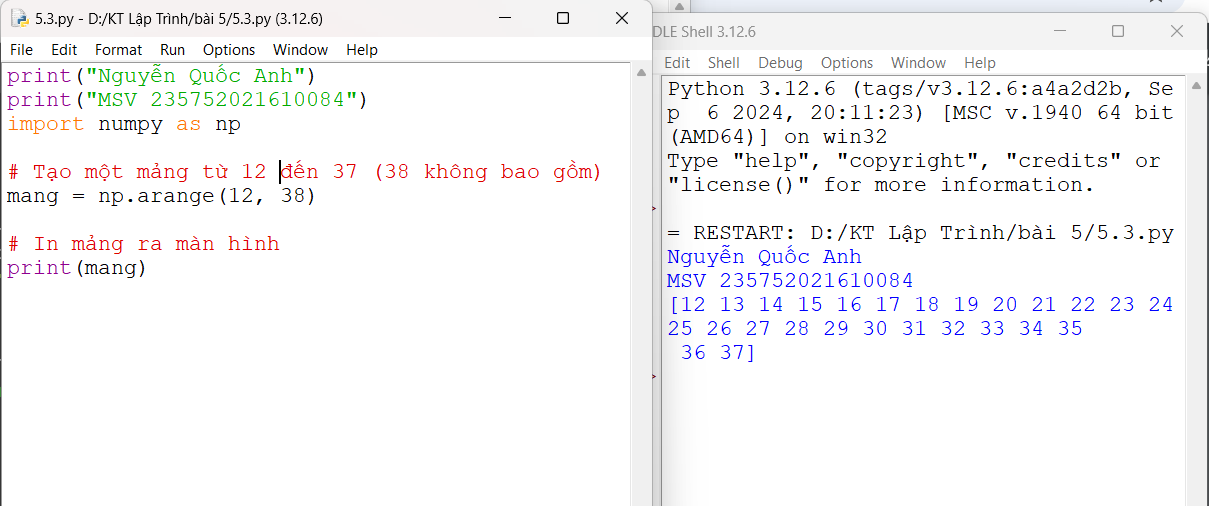 5.3.py - D:/KT Lập Trình/bài 5/5.3.py (3.12.6)
File Edit Format Run Options Window Help
print("Nguyễn Quốc Anh")
print("MSV 235752021610084")
import numpy as np
# Tạo một mảng từ 12 đến 37 (38 không bao gồm)
mang = np.arange(12, 38)
# In mảng ra màn hình
print(mang)
DLE Shell 3.12.6
Edit Shell Debug Options Window Help
Python 3.12.6 (tags/v3.12.6:a4a2d2b, Se
p 6 2024, 20:11:23) [MSC v.1940 64 bit
(AMD64)] on win32
Type "help", "copyright", "credits" or
"license()" for more information.
= RESTART: D:/KT Lập Trình/bài 5/5.3.py
Nguyễn Quốc Anh
MSV 235752021610084
[12 13 14 15 16 17 18 19 20 21 22 23 24
25 26 27 28 29 30 31 32 33 34 35
36 37]